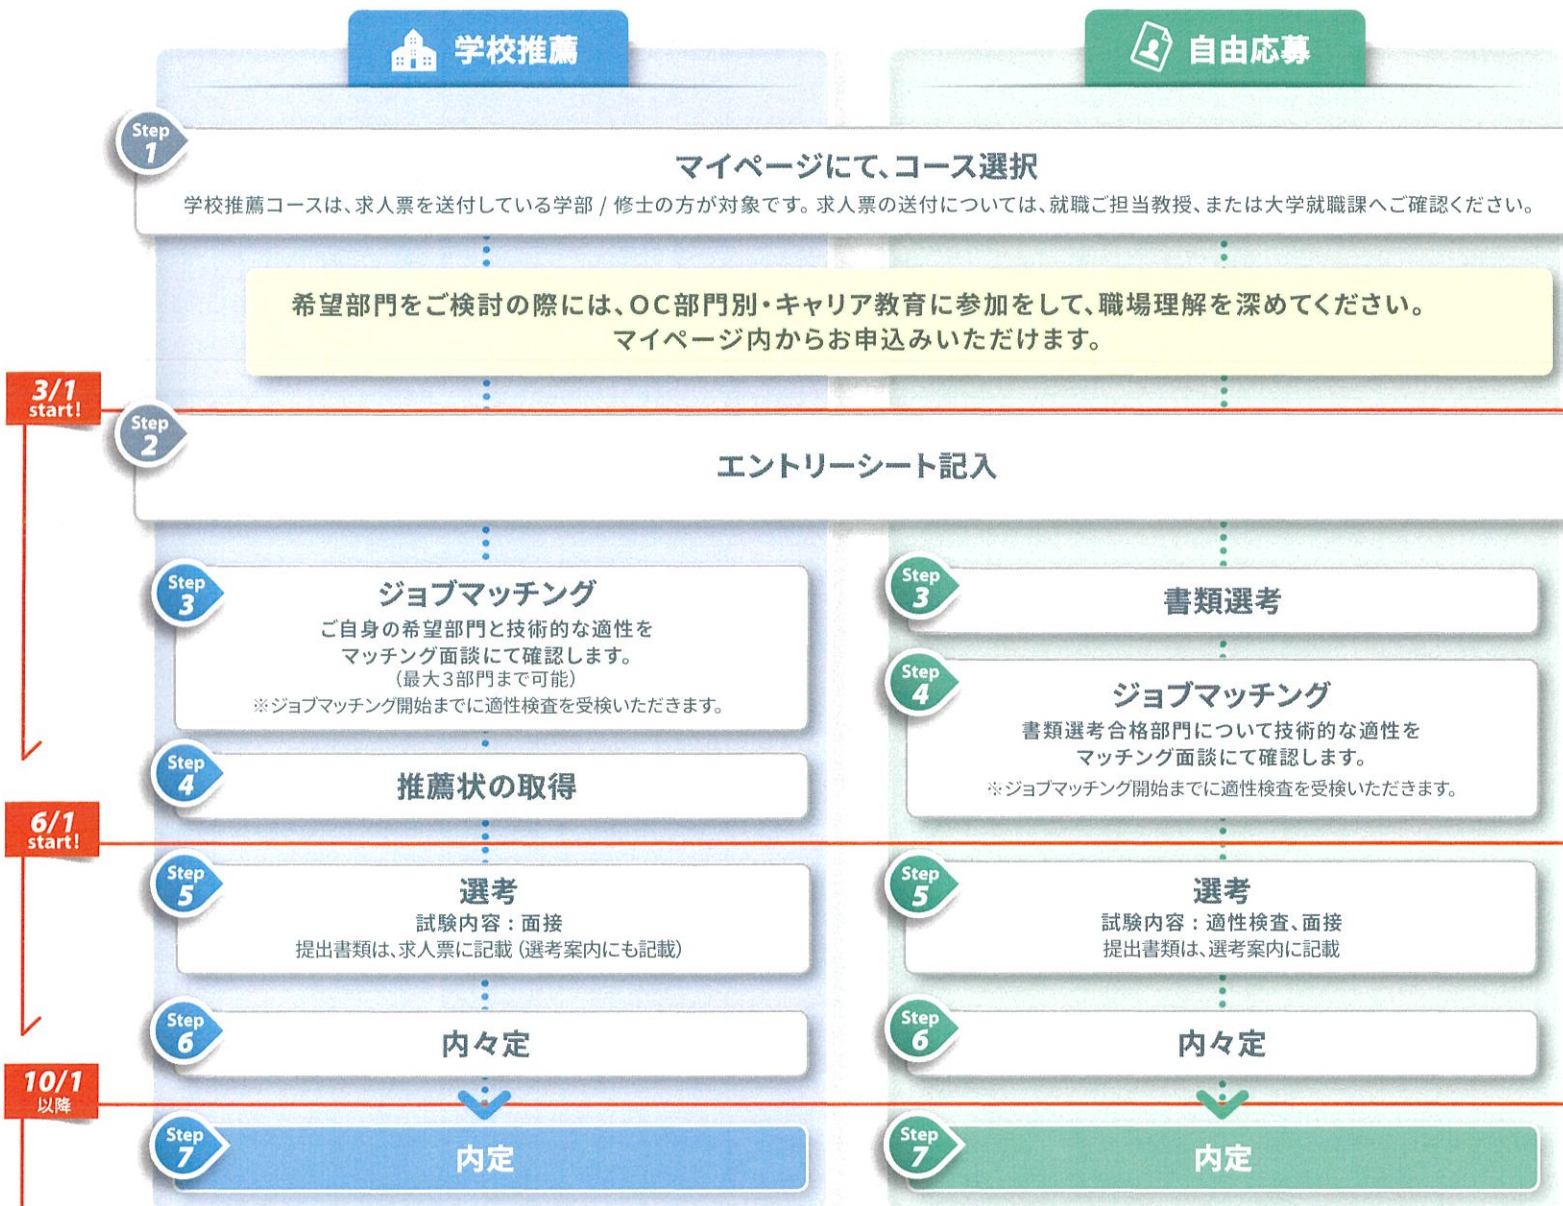 学校推薦
自由応募
Step
1
マイページにて、コース選択
学校推薦コースは、求人票を送付している学部 / 修士の方が対象です。求人票の送付については、就職ご担当教授、または大学就職課へご確認ください。
希望部門をご検討の際には、OC部門別・キャリア教育に参加をして、職場理解を深めてください。
マイページ内からお申込みいただけます。
3/1
start!
Step
2
エントリーシート記入
Step
3
ジョブマッチング
ご自身の希望部門と技術的な適性を
マッチング面談にて確認します。
(最大3部門まで可能)
※ジョブマッチング開始までに適性検査を受検いただきます。
Step
4
推薦状の取得
Step
3
書類選考
Step
4
ジョブマッチング
書類選考合格部門について技術的な適性を
マッチング面談にて確認します。
※ジョブマッチング開始までに適性検査を受検いただきます。
6/1
start!
Step
5
選考
試験内容 : 面接
提出書類は、求人票に記載 (選考案内にも記載)
Step
6
内々定
Step
5
選考
試験内容 : 適性検査、面接
提出書類は、選考案内に記載
Step
6
内々定
10/1
以降
Step
7
内定
Step
7
内定